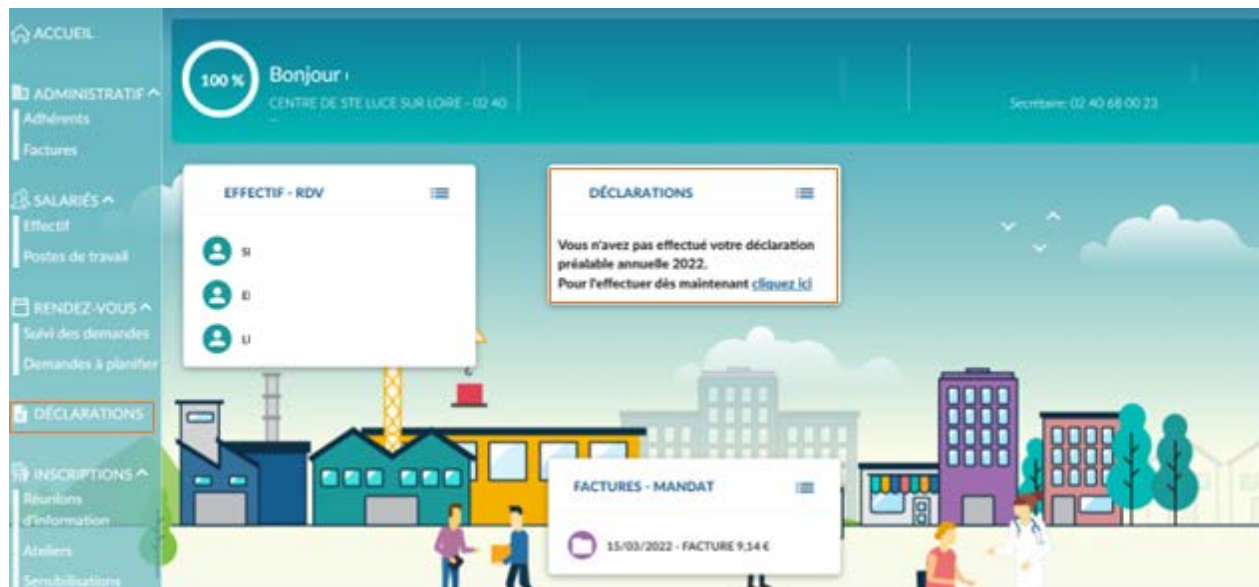 ACCUEIL
ADMINISTRATIF
Adhérents
Factures
SALARIÉS
Effectif
Postes de travail
RENDEZ-VOUS
Suivi des demandes
Demandes à planifier
DÉCLARATIONS
INSCRIPTIONS
Réunions
d'information
Ateliers
Sensibilisations
100 %
Bonjour
CENTRE DE STE LUCE SUR LOIRE - 02 40
Secrétaire: 02 40 68 00 23
EFFECTIF - RDV
SI
EI
LI
DÉCLARATIONS
Vous n'avez pas effectué votre déclaration
préalable annuelle 2022.
Pour l'effectuer dès maintenant cliquez ici
FACTURES - MANDAT
15/03/2022 - FACTURE 9,14 €